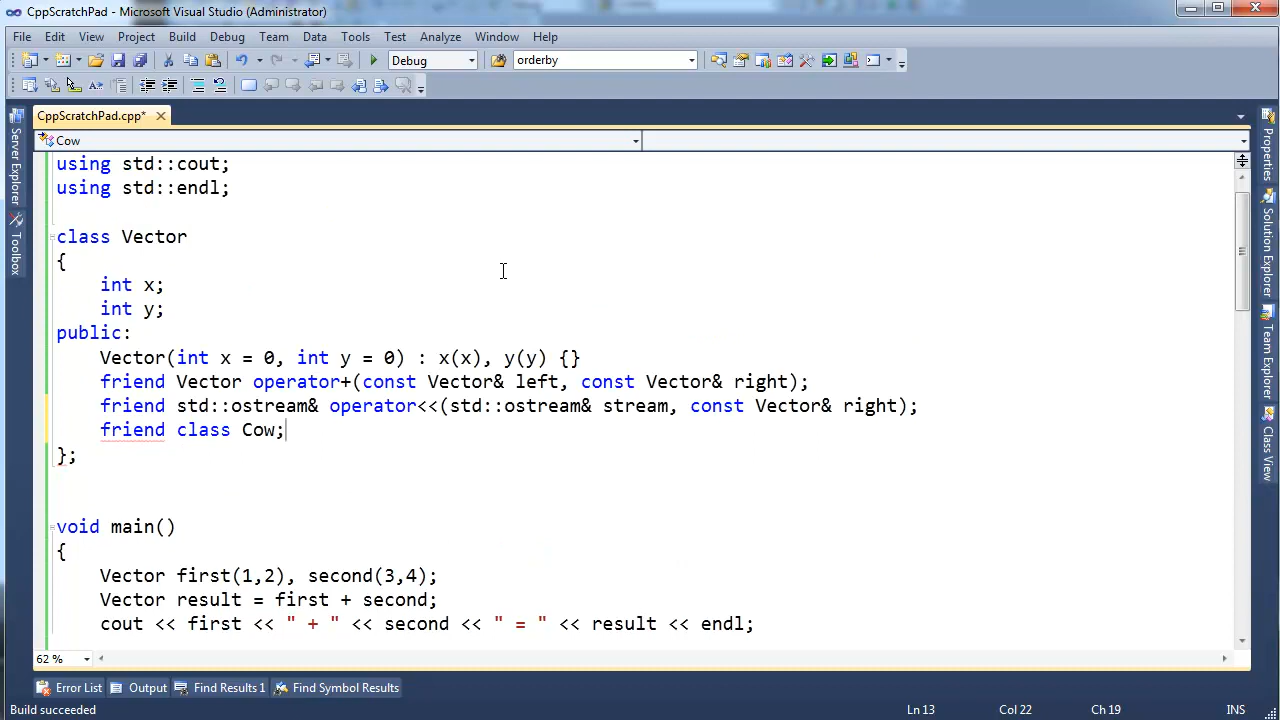 CppScratchPad - Microsoft Visual Studio (Administrator)
File Edit View Project Build Debug Team Data Tools Test Analyze Window Help
Debug orderby
CppScratchPad.cpp*
Cow
using std::cout;
using std::endl;
class Vector
{
int x;
int y;
public:
Vector(int x = 0, int y = 0) : x(x), y(y) {}
friend Vector operator+(const Vector& left, const Vector& right);
friend std::ostream& operator<<(std::ostream& stream, const Vector& right);
friend class Cow;
};
void main()
{
Vector first(1,2), second(3,4);
Vector result = first + second;
cout << first << " + " << second << " = " << result << endl;
62 %
Server Explorer
Toolbox
Properties
Solution Explorer
Team Explorer
Class View
Error List Output Find Results 1 Find Symbol Results
Build succeeded Ln 13 Col 22 Ch 19 INS